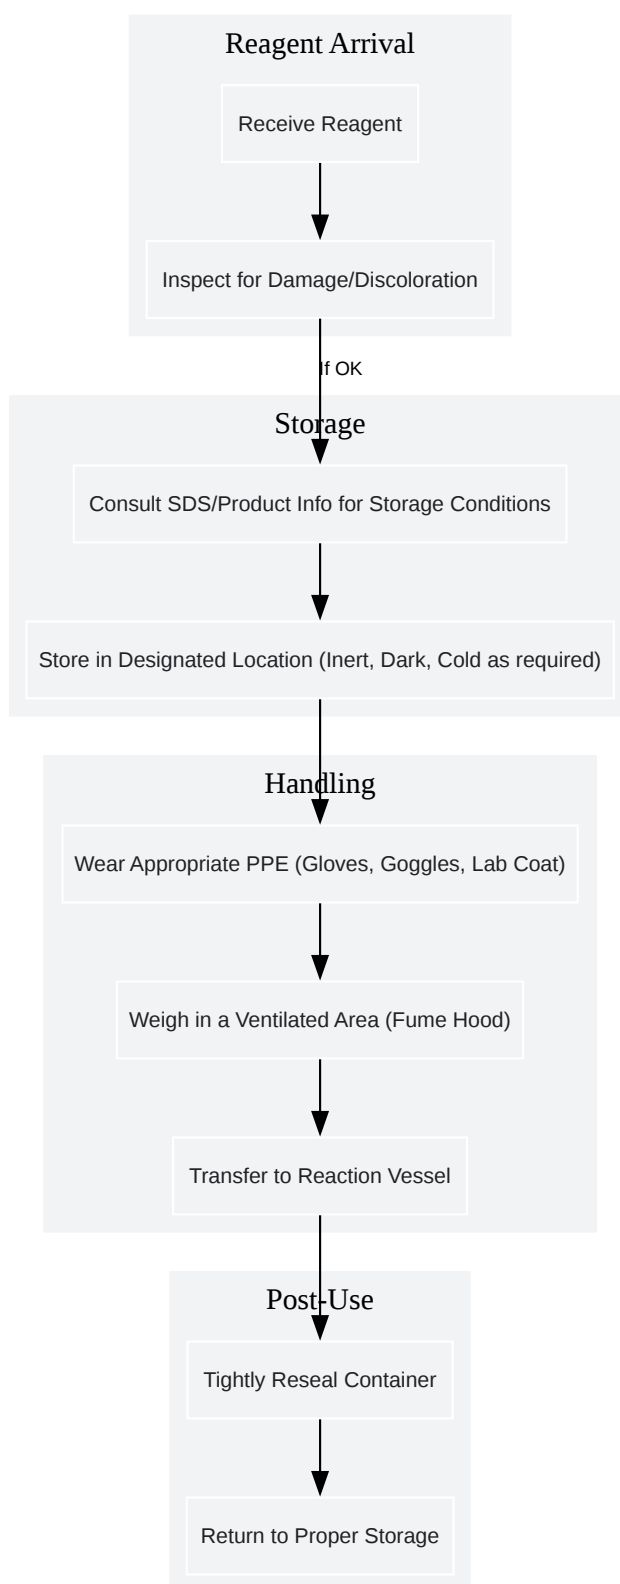 Reagent Arrival
Receive Reagent
Inspect for Damage/Discoloration
If OK
Storage
Consult SDS/Product Info for Storage Conditions
Store in Designated Location (Inert, Dark, Cold as required)
Handling
Wear Appropriate PPE (Gloves, Goggles, Lab Coat)
Weigh in a Ventilated Area (Fume Hood)
Transfer to Reaction Vessel
Post-Use
Tightly Reseal Container
Return to Proper Storage